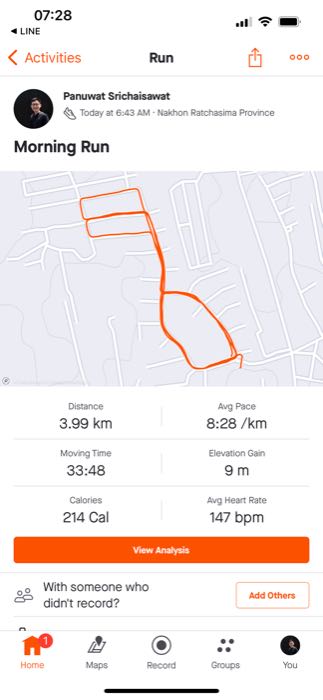 07:28
◀ LINE
Activities
Run
Panuwat Srichaisawat
Today at 6:43 AM · Nakhon Ratchasima Province
Morning Run
Distance
Avg Pace
3.99 km
8:28 /km
Moving Time
Elevation Gain
33:48
9 m
Calories
Avg Heart Rate
214 Cal
147 bpm
View Analysis
With someone who
didn't record?
Add Others
1
Home
Maps
Record
Groups
You